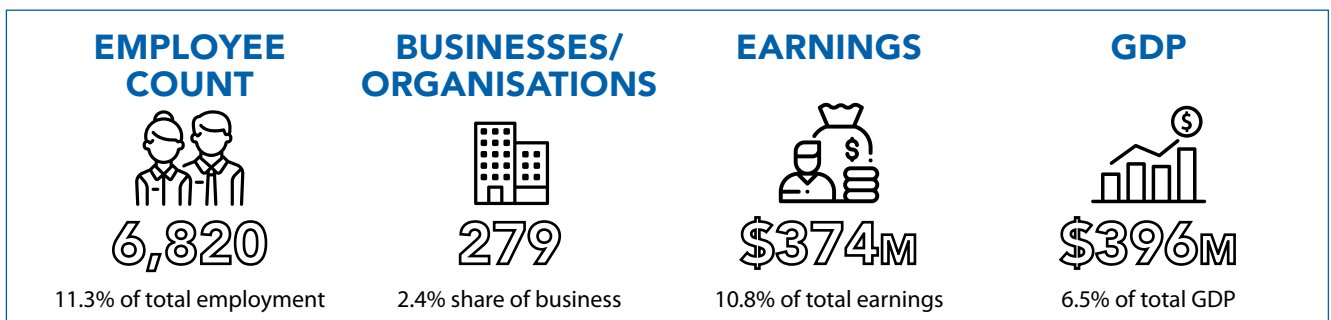 EMPLOYEE
COUNT
6,820
11.3% of total employment
BUSINESSES/
ORGANISATIONS
279
2.4% share of business
EARNINGS
$
$374M
10.8% of total earnings
GDP
$
$396M
6.5% of total GDP